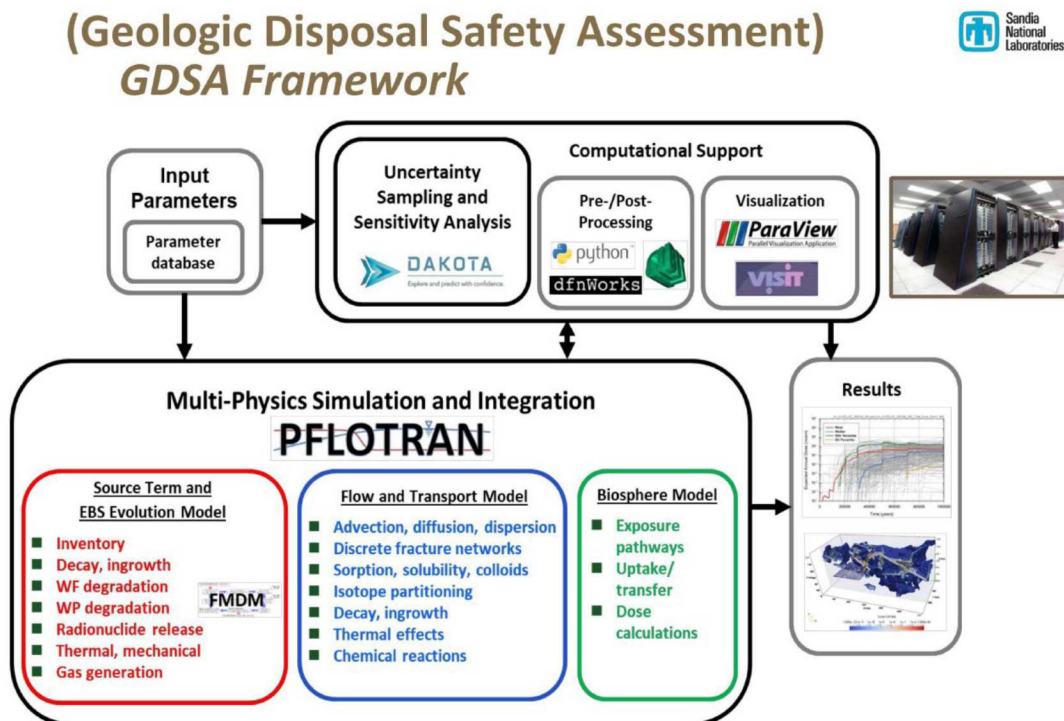 (Geologic Disposal Safety Assessment)
GDSA Framework
Sandia
National
Laboratories
Input
Parameters
Parameter
database
Computational Support
Uncertainty
Sampling and
Sensitivity Analysis
DAKOTA
Explore and predict with confidence.
Pre-/Post-
Processing
python
dfnWorks
Visualization
ParaView
Parallel Visualization Application
VisIt
Multi-Physics Simulation and Integration
PFLOTRAN
Source Term and
EBS Evolution Model
Inventory
Decay, ingrowth
WF degradation
WP degradation
Radionuclide release
Thermal, mechanical
Gas generation
FMDM
Flow and Transport Model
Advection, diffusion, dispersion
Discrete fracture networks
Sorption, solubility, colloids
Isotope partitioning
Decay, ingrowth
Thermal effects
Chemical reactions
Biosphere Model
Exposure
pathways
Uptake/
transfer
Dose
calculations
Results
Time (years)